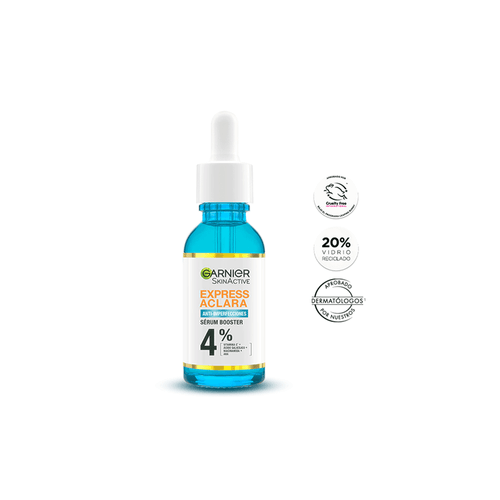 GARNIER
SKINACTIVE
EXPRESS
ACLARA
ANTI-IMPERFECCIONES
SÉRUM BOOSTER
4%
Cruelty Free
20%
VIDRIO
RECICLADO
APROBADO
DERMATÓLOGOS
POR NUESTROS